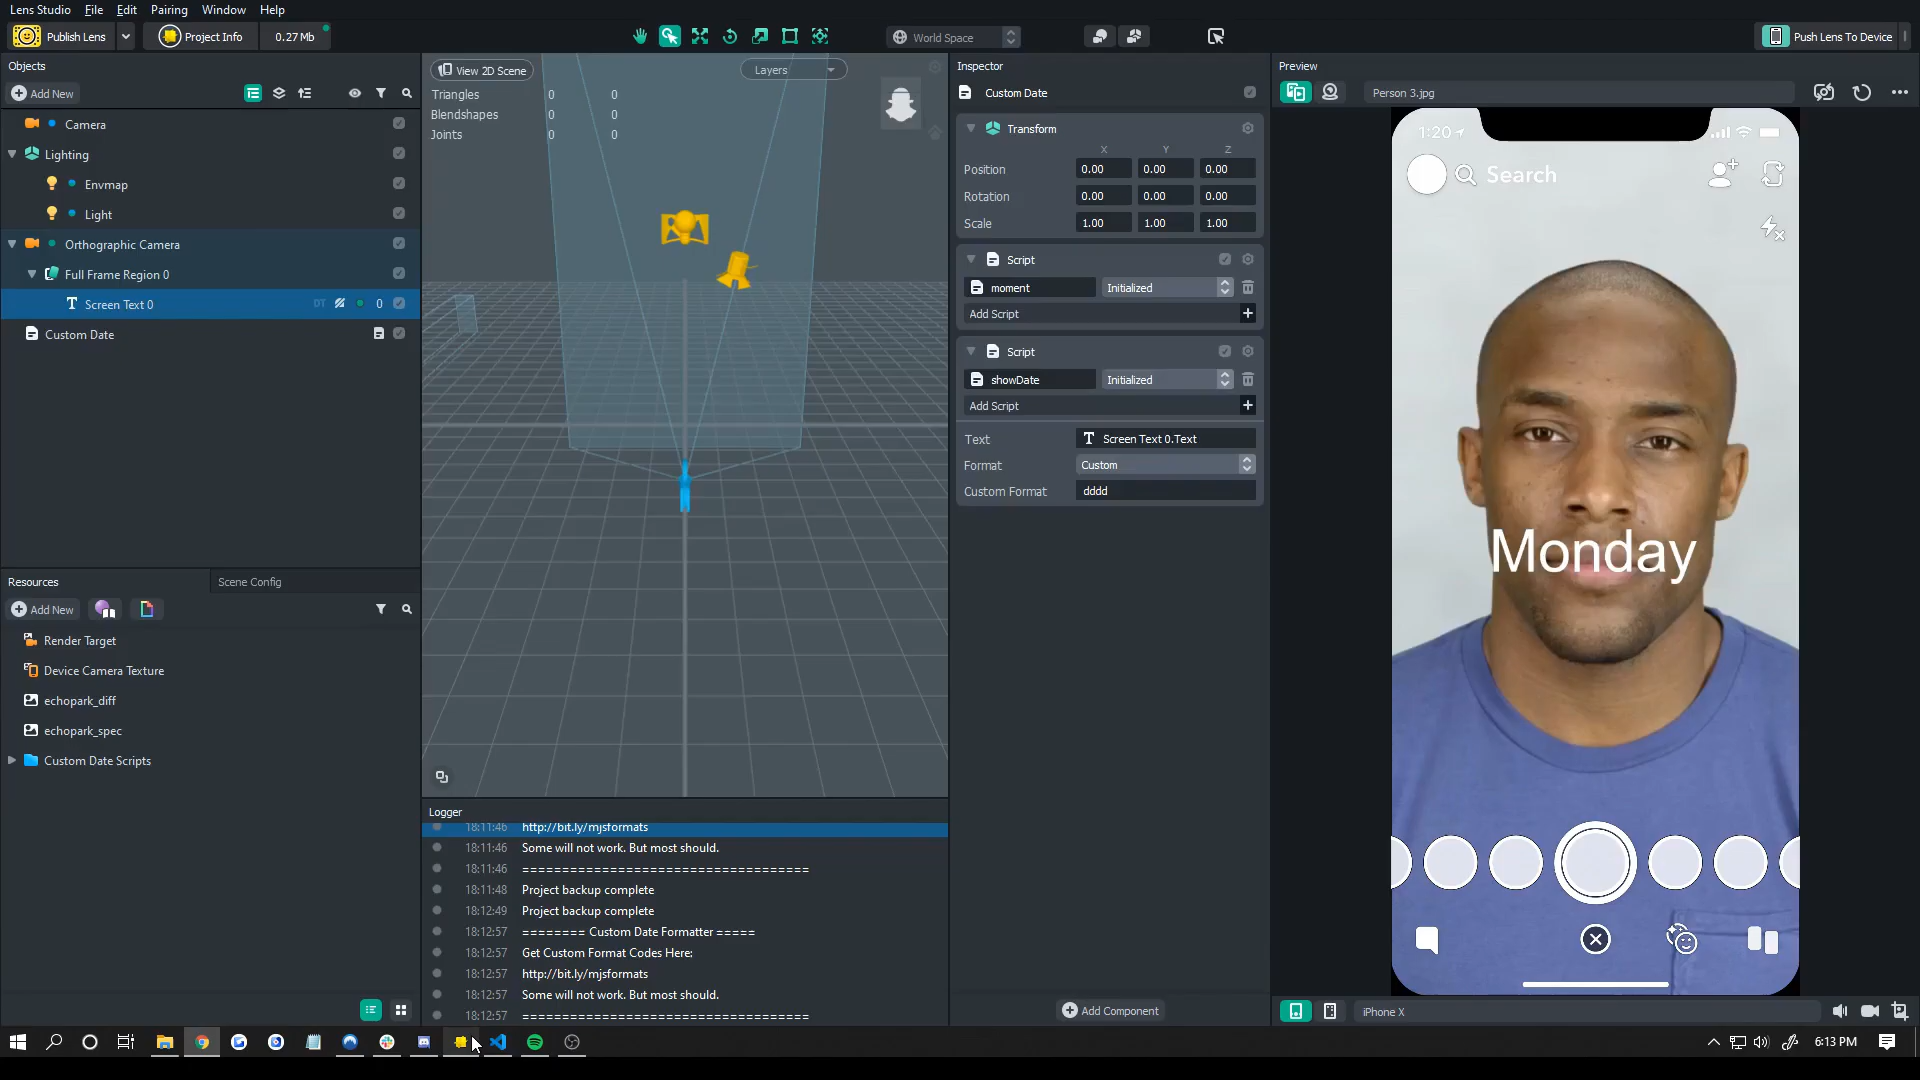 Lens Studio File Edit Pairing Window Help
Publish Lens Project Info 0.27 Mb World Space Push Lens To Device
Objects
Add New
Camera
Lighting
Envmap
Light
Orthographic Camera
Full Frame Region 0
Screen Text 0 DT 0
Custom Date
Resources Scene Config
Add New
Render Target
Device Camera Texture
echopark_diff
echopark_spec
Custom Date Scripts
View 2D Scene Layers
Triangles 0 0
Blendshapes 0 0
Joints 0 0
Logger
18:11:46 http://bit.ly/mjsformats
18:11:46 Some will not work. But most should.
18:11:46 ===================================
18:11:48 Project backup complete
18:12:49 Project backup complete
18:12:57 ======== Custom Date Formatter =====
18:12:57 Get Custom Format Codes Here:
18:12:57 http://bit.ly/mjsformats
18:12:57 Some will not work. But most should.
18:12:57 ===================================
Inspector
Custom Date
Transform
X Y Z
Position 0.00 0.00 0.00
Rotation 0.00 0.00 0.00
Scale 1.00 1.00 1.00
Script
moment Initialized
Add Script
Script
showDate Initialized
Add Script
Text Screen Text 0.Text
Format Custom
Custom Format dddd
Add Component
Preview
Person 3.jpg
1:20
Search
Monday
iPhone X
6:13 PM